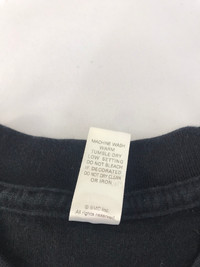 MACHINE WASH
WARM
TUMBLE DRY
LOW SETTING
DO NOT BLEACH
IF DECORATED,
DO NOT DRY CLEAN
OR IRON.
all rights reserved